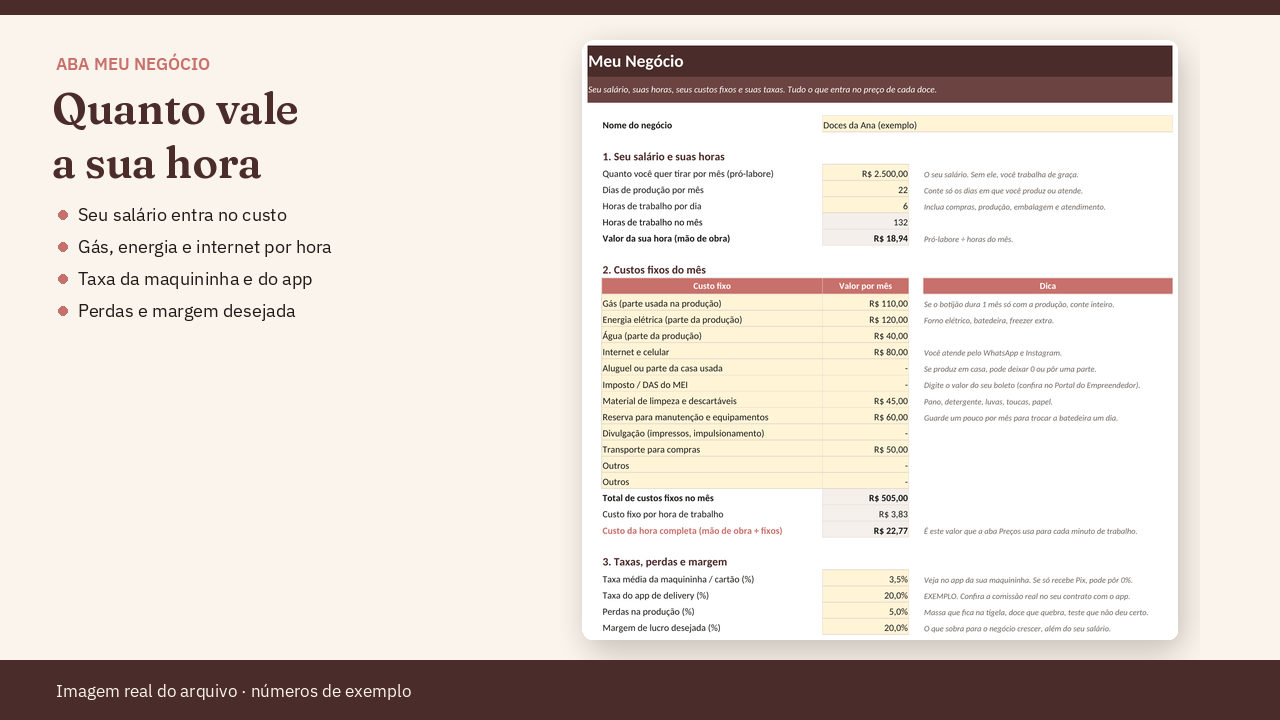 ABA MEU NEGÓCIO
Quanto vale
a sua hora
Seu salário entra no custo
Gás, energia e internet por hora
Taxa da maquininha e do app
Perdas e margem desejada
Meu Negócio
Seu salário, suas horas, seus custos fixos e suas taxas. Tudo o que entra no preço de cada doce.
Nome do negócio Doces da Ana (exemplo)
1. Seu salário e suas horas
Quanto você quer tirar por mês (pró-labore) R$ 2.500,00 O seu salário. Sem ele, você trabalha de graça.
Dias de produção por mês 22 Conte só os dias em que você produz ou atende.
Horas de trabalho por dia 6 Inclua compras, produção, embalagem e atendimento.
Horas de trabalho no mês 132
Valor da sua hora (mão de obra) R$ 18,94 Pró-labore ÷ horas do mês.
2. Custos fixos do mês
Custo fixo Valor por mês Dica
Gás (parte usada na produção) R$ 110,00 Se o botijão dura 1 mês só com a produção, conte inteiro.
Energia elétrica (parte da produção) R$ 120,00 Forno elétrico, batedeira, freezer extra.
Água (parte da produção) R$ 40,00
Internet e celular R$ 80,00 Você atende pelo WhatsApp e Instagram.
Aluguel ou parte da casa usada - Se produz em casa, pode deixar 0 ou pôr uma parte.
Imposto / DAS do MEI - Digite o valor do seu boleto (confira no Portal do Empreendedor).
Material de limpeza e descartáveis R$ 45,00 Pano, detergente, luvas, toucas, papel.
Reserva para manutenção e equipamentos R$ 60,00 Guarde um pouco por mês para trocar a batedeira um dia.
Divulgação (impressos, impulsionamento) -
Transporte para compras R$ 50,00
Outros -
Outros -
Total de custos fixos no mês R$ 505,00
Custo fixo por hora de trabalho R$ 3,83
Custo da hora completa (mão de obra + fixos) R$ 22,77 É este valor que a aba Preços usa para cada minuto de trabalho.
3. Taxas, perdas e margem
Taxa média da maquininha / cartão (%) 3,5% Veja no app da sua maquininha. Se só recebe Pix, pode pôr 0%.
Taxa do app de delivery (%) 20,0% EXEMPLO. Confira a comissão real no seu contrato com o app.
Perdas na produção (%) 5,0% Massa que fica na tigela, doce que quebra, teste que não deu certo.
Margem de lucro desejada (%) 20,0% O que sobra para o negócio crescer, além do seu salário.
Imagem real do arquivo · números de exemplo